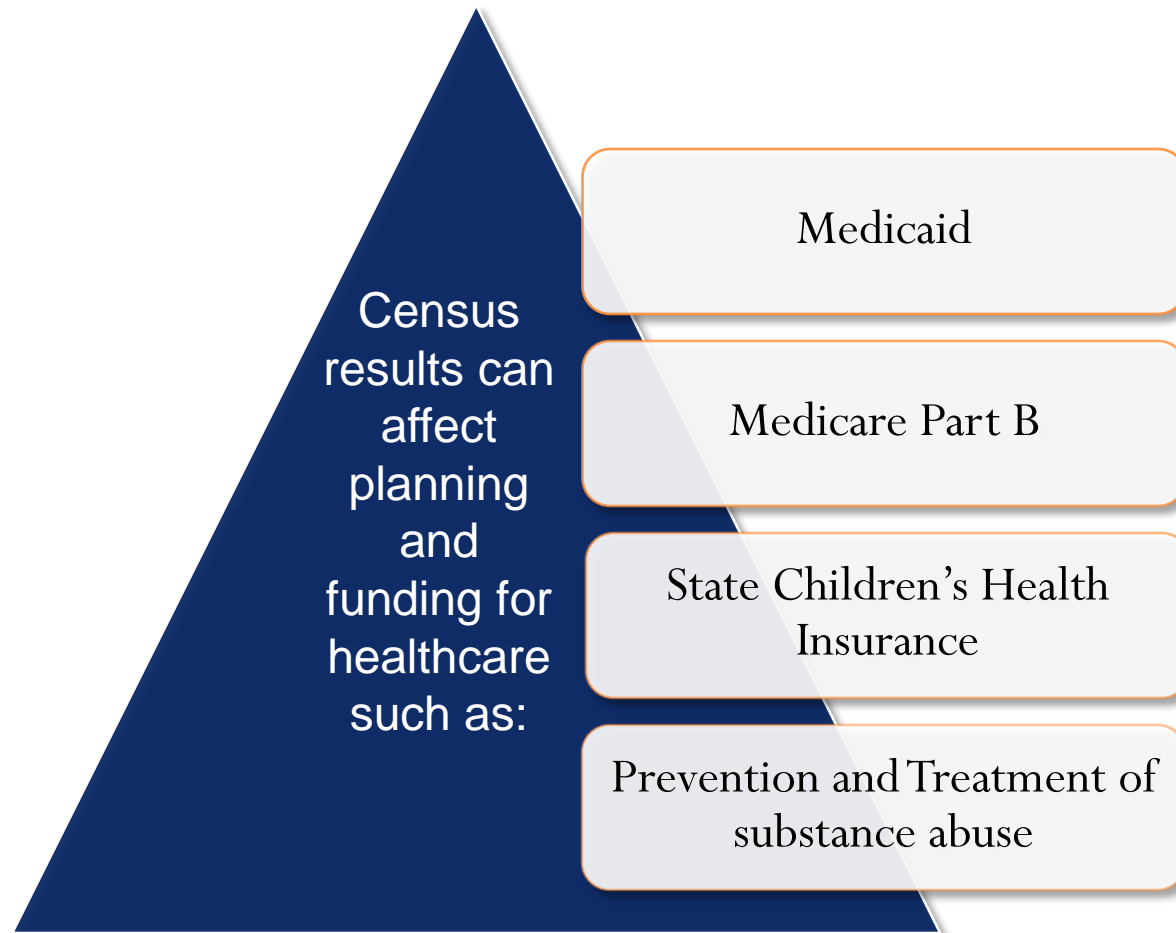 Census
results can
affect
planning
and
funding for
healthcare
such as:
Medicaid
Medicare Part B
State Children’s Health
Insurance
Prevention and Treatment of
substance abuse